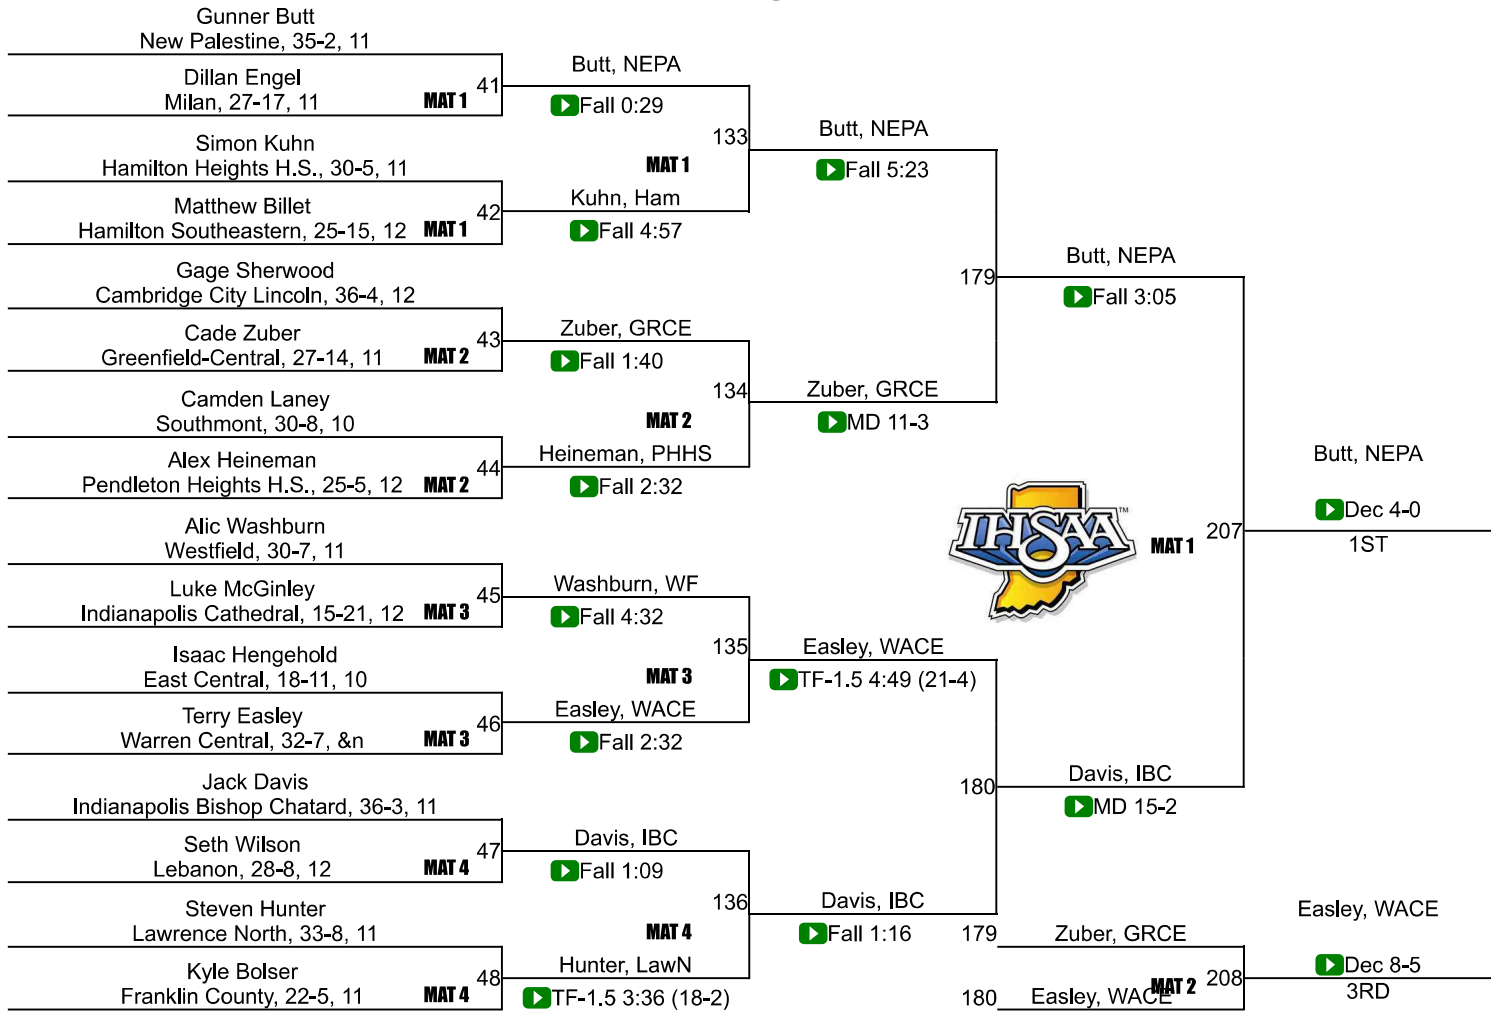 Gunner Butt
New Palestine, 35-2, 11
Dillan Engel
Milan, 27-17, 11
MAT 1
41
Simon Kuhn
Hamilton Heights H.S., 30-5, 11
Matthew Billet
Hamilton Southeastern, 25-15, 12
MAT 1
42
Gage Sherwood
Cambridge City Lincoln, 36-4, 12
Cade Zuber
Greenfield-Central, 27-14, 11
MAT 2
43
Camden Laney
Southmont, 30-8, 10
Alex Heineman
Pendleton Heights H.S., 25-5, 12
MAT 2
44
Alic Washburn
Westfield, 30-7, 11
Luke McGinley
Indianapolis Cathedral, 15-21, 12
MAT 3
45
Isaac Hengehold
East Central, 18-11, 10
Terry Easley
Warren Central, 32-7, &n
MAT 3
46
Jack Davis
Indianapolis Bishop Chatard, 36-3, 11
Seth Wilson
Lebanon, 28-8, 12
MAT 4
47
Steven Hunter
Lawrence North, 33-8, 11
Kyle Bolser
Franklin County, 22-5, 11
MAT 4
48
Butt, NEPA
Fall 0:29
133
MAT 1
Kuhn, Ham
Fall 4:57
Zuber, GRCE
Fall 1:40
134
MAT 2
Heineman, PHHS
Fall 2:32
Washburn, WF
Fall 4:32
135
MAT 3
Easley, WACE
Fall 2:32
Davis, IBC
Fall 1:09
136
MAT 4
Hunter, LawN
TF-1.5 3:36 (18-2)
Butt, NEPA
Fall 5:23
179
Zuber, GRCE
MD 11-3
Easley, WACE
TF-1.5 4:49 (21-4)
180
Davis, IBC
Fall 1:16
Butt, NEPA
Fall 3:05
IHSAA
TM
MAT 1
207
Davis, IBC
MD 15-2
Butt, NEPA
Dec 4-0
1ST
179
Zuber, GRCE
MAT 2
208
180
Easley, WACE
Easley, WACE
Dec 8-5
3RD